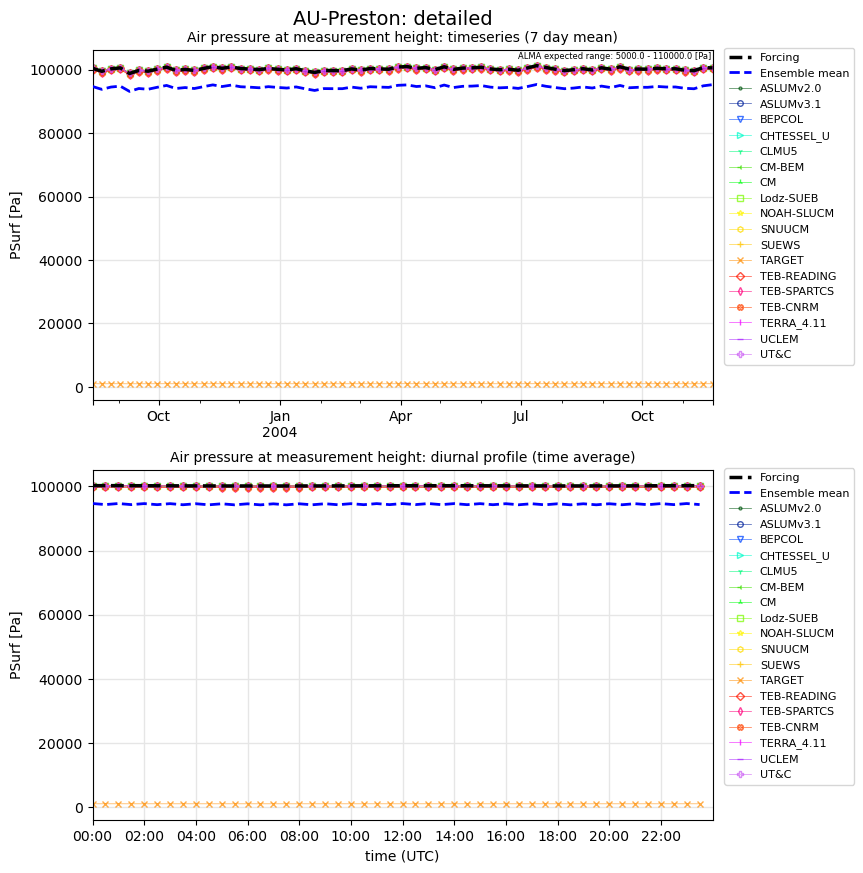 AU-Preston: detailed
Air pressure at measurement height: timeseries (7 day mean)
ALMA expected range: 5000.0 - 110000.0 [Pa]
PSurf [Pa]
100000
80000
60000
40000
20000
0
Oct
Jan
2004
Apr
Jul
Oct
Forcing
Ensemble mean
ASLUMv2.0
ASLUMv3.1
BEPCOL
CHTESSEL_U
CLMU5
CM-BEM
CM
Lodz-SUEB
NOAH-SLUCM
SNUUCM
SUEWS
TARGET
TEB-READING
TEB-SPARTCS
TEB-CNRM
TERRA_4.11
UCLEM
UT&C
Air pressure at measurement height: diurnal profile (time average)
PSurf [Pa]
100000
80000
60000
40000
20000
0
00:00 02:00 04:00 06:00 08:00 10:00 12:00 14:00 16:00 18:00 20:00 22:00
time (UTC)
Forcing
Ensemble mean
ASLUMv2.0
ASLUMv3.1
BEPCOL
CHTESSEL_U
CLMU5
CM-BEM
CM
Lodz-SUEB
NOAH-SLUCM
SNUUCM
SUEWS
TARGET
TEB-READING
TEB-SPARTCS
TEB-CNRM
TERRA_4.11
UCLEM
UT&C